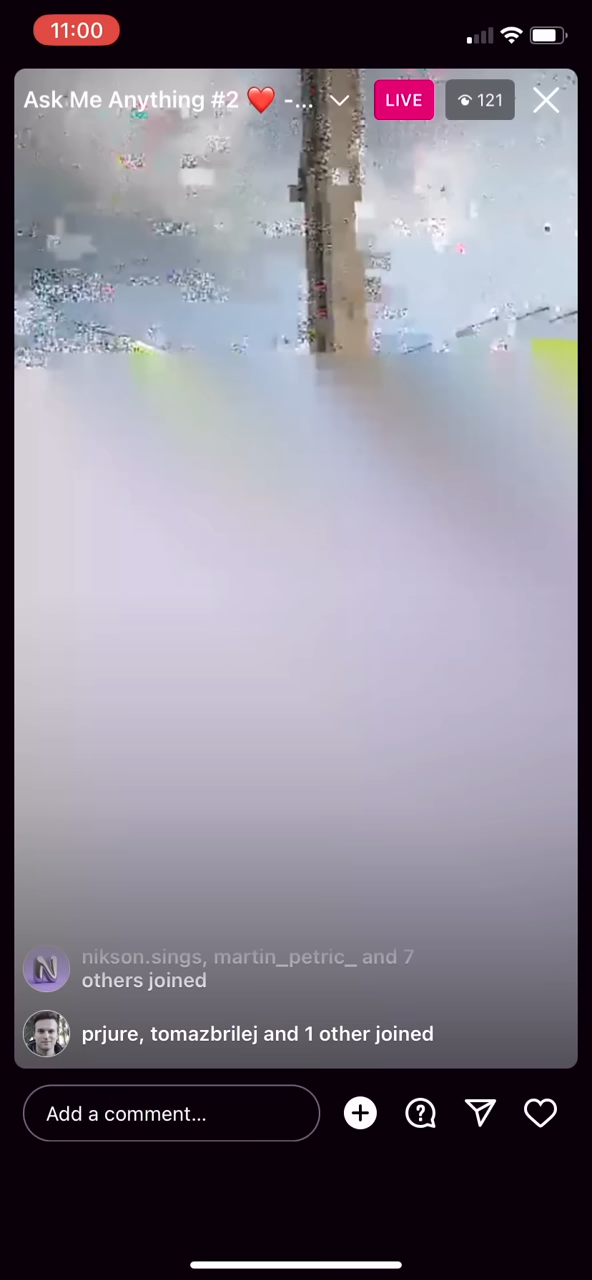 11:00
Ask Me Anything #2 ❤️ -...
LIVE
121
nikson.sings, martin_petric_ and 7
others joined
N
prjure, tomazbrilej and 1 other joined
Add a comment...